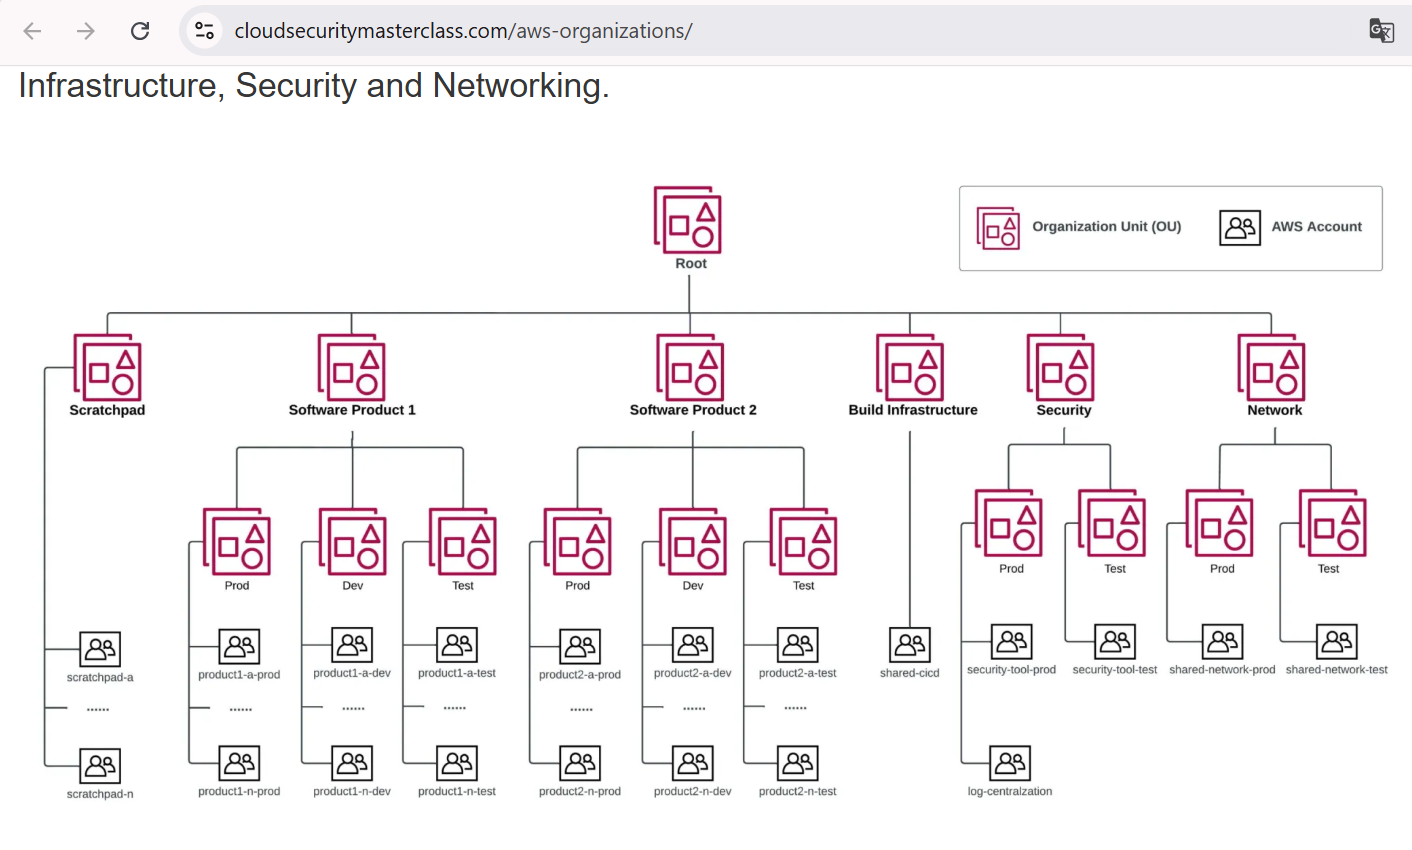 cloudsecuritymasterclass.com/aws-organizations/
Infrastructure, Security and Networking.
Root
Organization Unit (OU)
AWS Account
Scratchpad
Software Product 1
Software Product 2
Build Infrastructure
Security
Network
Prod
Dev
Test
Prod
Dev
Test
Prod
Test
Prod
Test
scratchpad-a
product1-a-prod
product1-a-dev
product1-a-test
product2-a-prod
product2-a-dev
product2-a-test
shared-cicd
security-tool-prod
security-tool-test
shared-network-prod
shared-network-test
......
......
......
......
......
......
......
scratchpad-n
product1-n-prod
product1-n-dev
product1-n-test
product2-n-prod
product2-n-dev
product2-n-test
log-centralzation